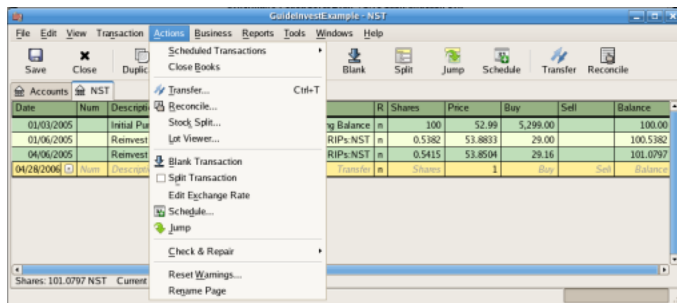 GuideInvestExample - NST
File Edit View Transaction Actions Business Reports Tools Windows Help
Save Close Duplic Blank Split Jump Schedule Transfer Reconcile
Accounts NST
Date Num Descripti R Shares Price Buy Sell Balance
01/03/2005 Initial Pur ng Balance n 100 52.99 5,299.00 100.00
01/06/2005 Reinvest RIPs:NST n 0.5382 53.8833 29.00 100.5382
04/06/2005 Reinvest RIPs:NST n 0.5415 53.8504 29.16 101.0797
04/28/2006 Num Descripti Transfer n Shares 1 Buy Sell Balance
Scheduled Transactions
Close Books
Transfer... Ctrl+T
Reconcile...
Stock Split...
Lot Viewer...
Blank Transaction
Split Transaction
Edit Exchange Rate
Schedule...
Jump
Check & Repair
Reset Warnings...
Rename Page
Shares: 101.0797 NST Current